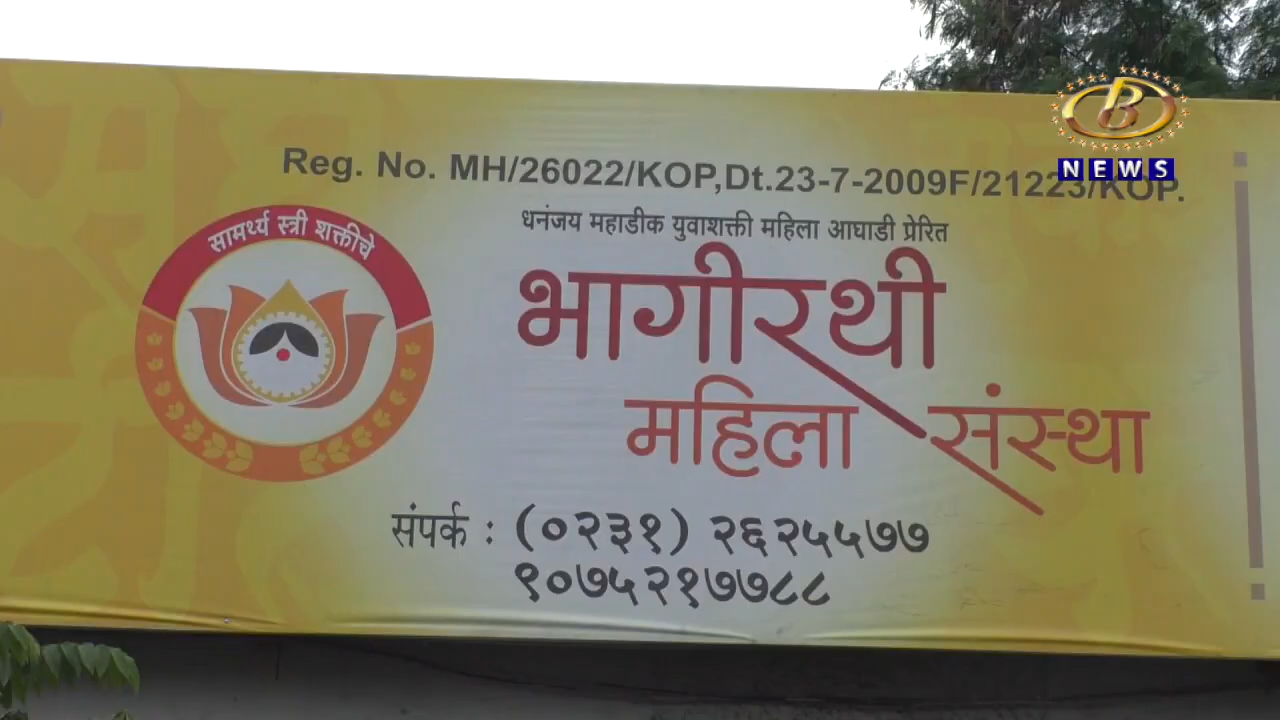 B
NEWS
Reg. No. MH/26022/KOP,Dt.23-7-2009F/21223/KOP.
धनंजय महाडीक युवाशक्ती महिला आघाडी प्रेरित
सामर्थ्य स्त्री शक्तीचे
भागीरथी
महिला संस्था
संपर्क : (०२३१) २६२५५७७
९०७५२१७७८८